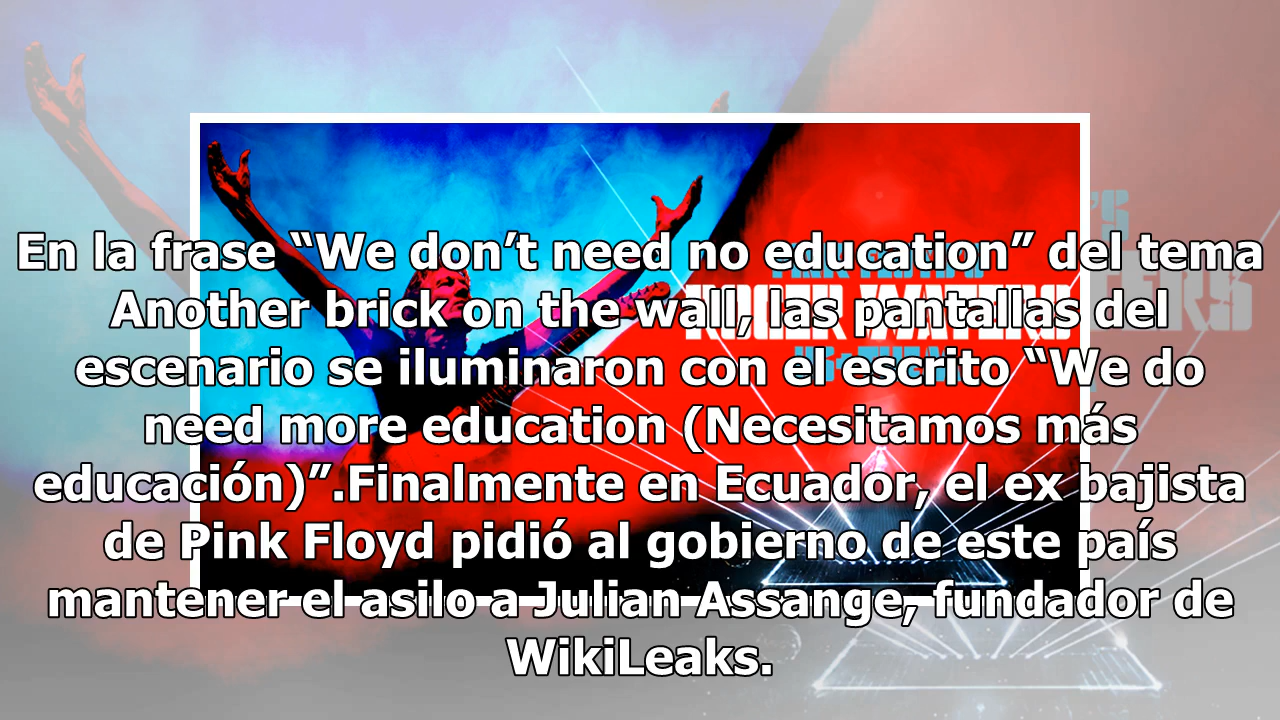 En la frase “We don’t need no education” del tema
Another brick on the wall, las pantallas del
escenario se iluminaron con el escrito “We do
need more education (Necesitamos más
educación)”.Finalmente en Ecuador, el ex bajista
de Pink Floyd pidió al gobierno de este país
mantener el asilo a Julian Assange, fundador de
WikiLeaks.
ROGER WATERS